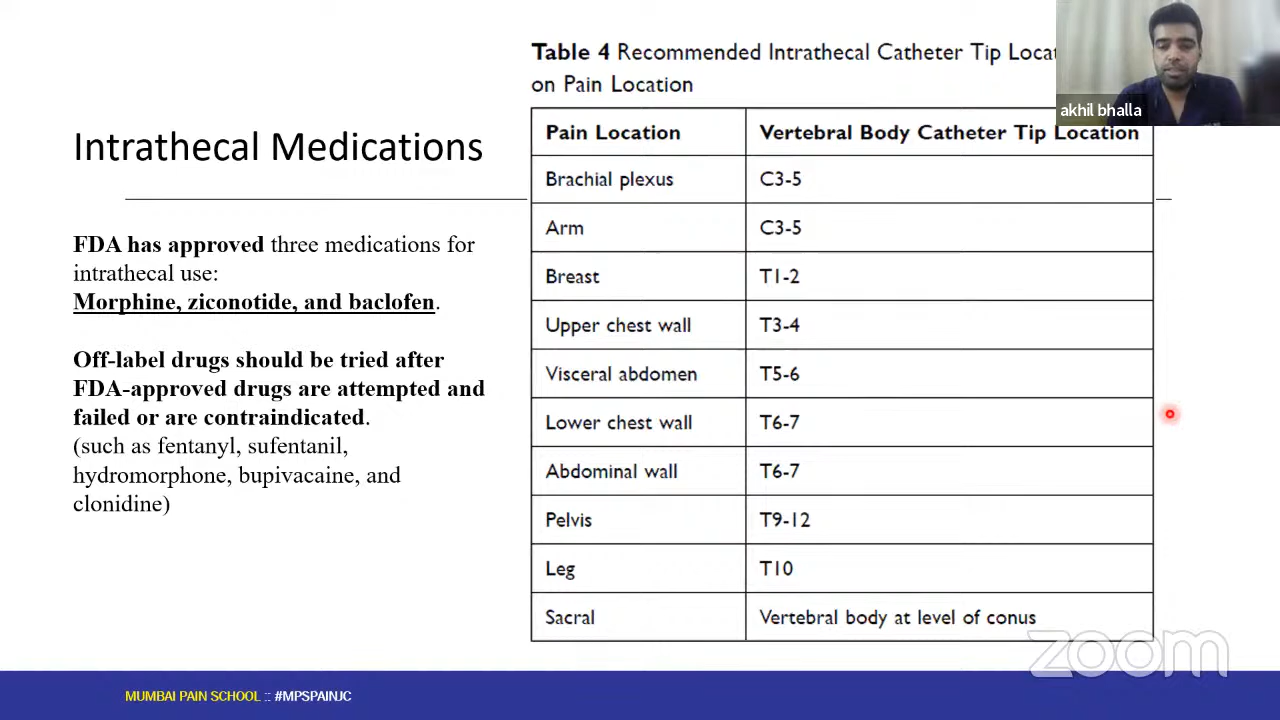 Table 4 Recommended Intrathecal Catheter Tip
on Pain Location
akhil bhalla
Intrathecal Medications
FDA has approved three medications for
intrathecal use:
Morphine, ziconotide, and baclofen.
Off-label drugs should be tried after
FDA-approved drugs are attempted and
failed or are contraindicated.
(such as fentanyl, sufentanil,
hydromorphone, bupivacaine, and
clonidine)
Pain Location Vertebral Body Catheter Tip Location
Brachial plexus C3-5
Arm C3-5
Breast T1-2
Upper chest wall T3-4
Visceral abdomen T5-6
Lower chest wall T6-7
Abdominal wall T6-7
Pelvis T9-12
Leg T10
Sacral Vertebral body at level of conus
zoom
MUMBAI PAIN SCHOOL :: #MPSPAINJC